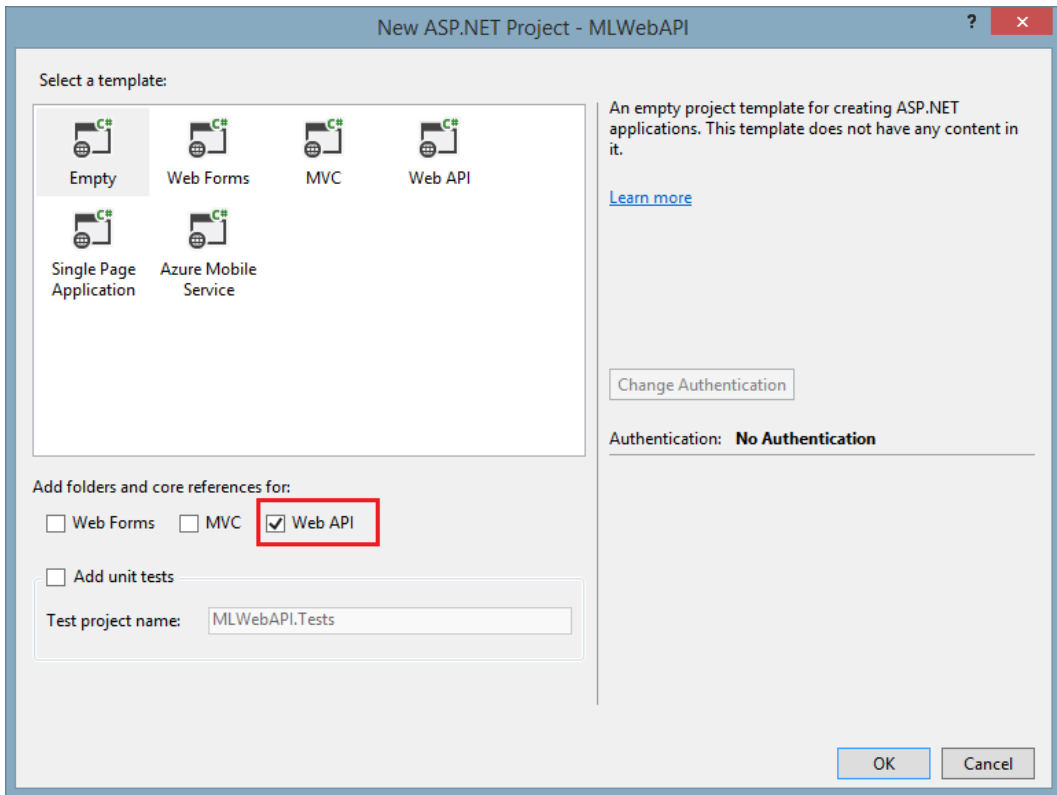 New ASP.NET Project - MLWebAPI
?
Select a template:
C# C# C# C#
Empty Web Forms MVC Web API
C# C#
Single Page Azure Mobile
Application Service
An empty project template for creating ASP.NET
applications. This template does not have any content in
it.
Learn more
Change Authentication
Authentication: No Authentication
Add folders and core references for:
Web Forms MVC Web API
Add unit tests
Test project name: MLWebAPI.Tests
OK Cancel